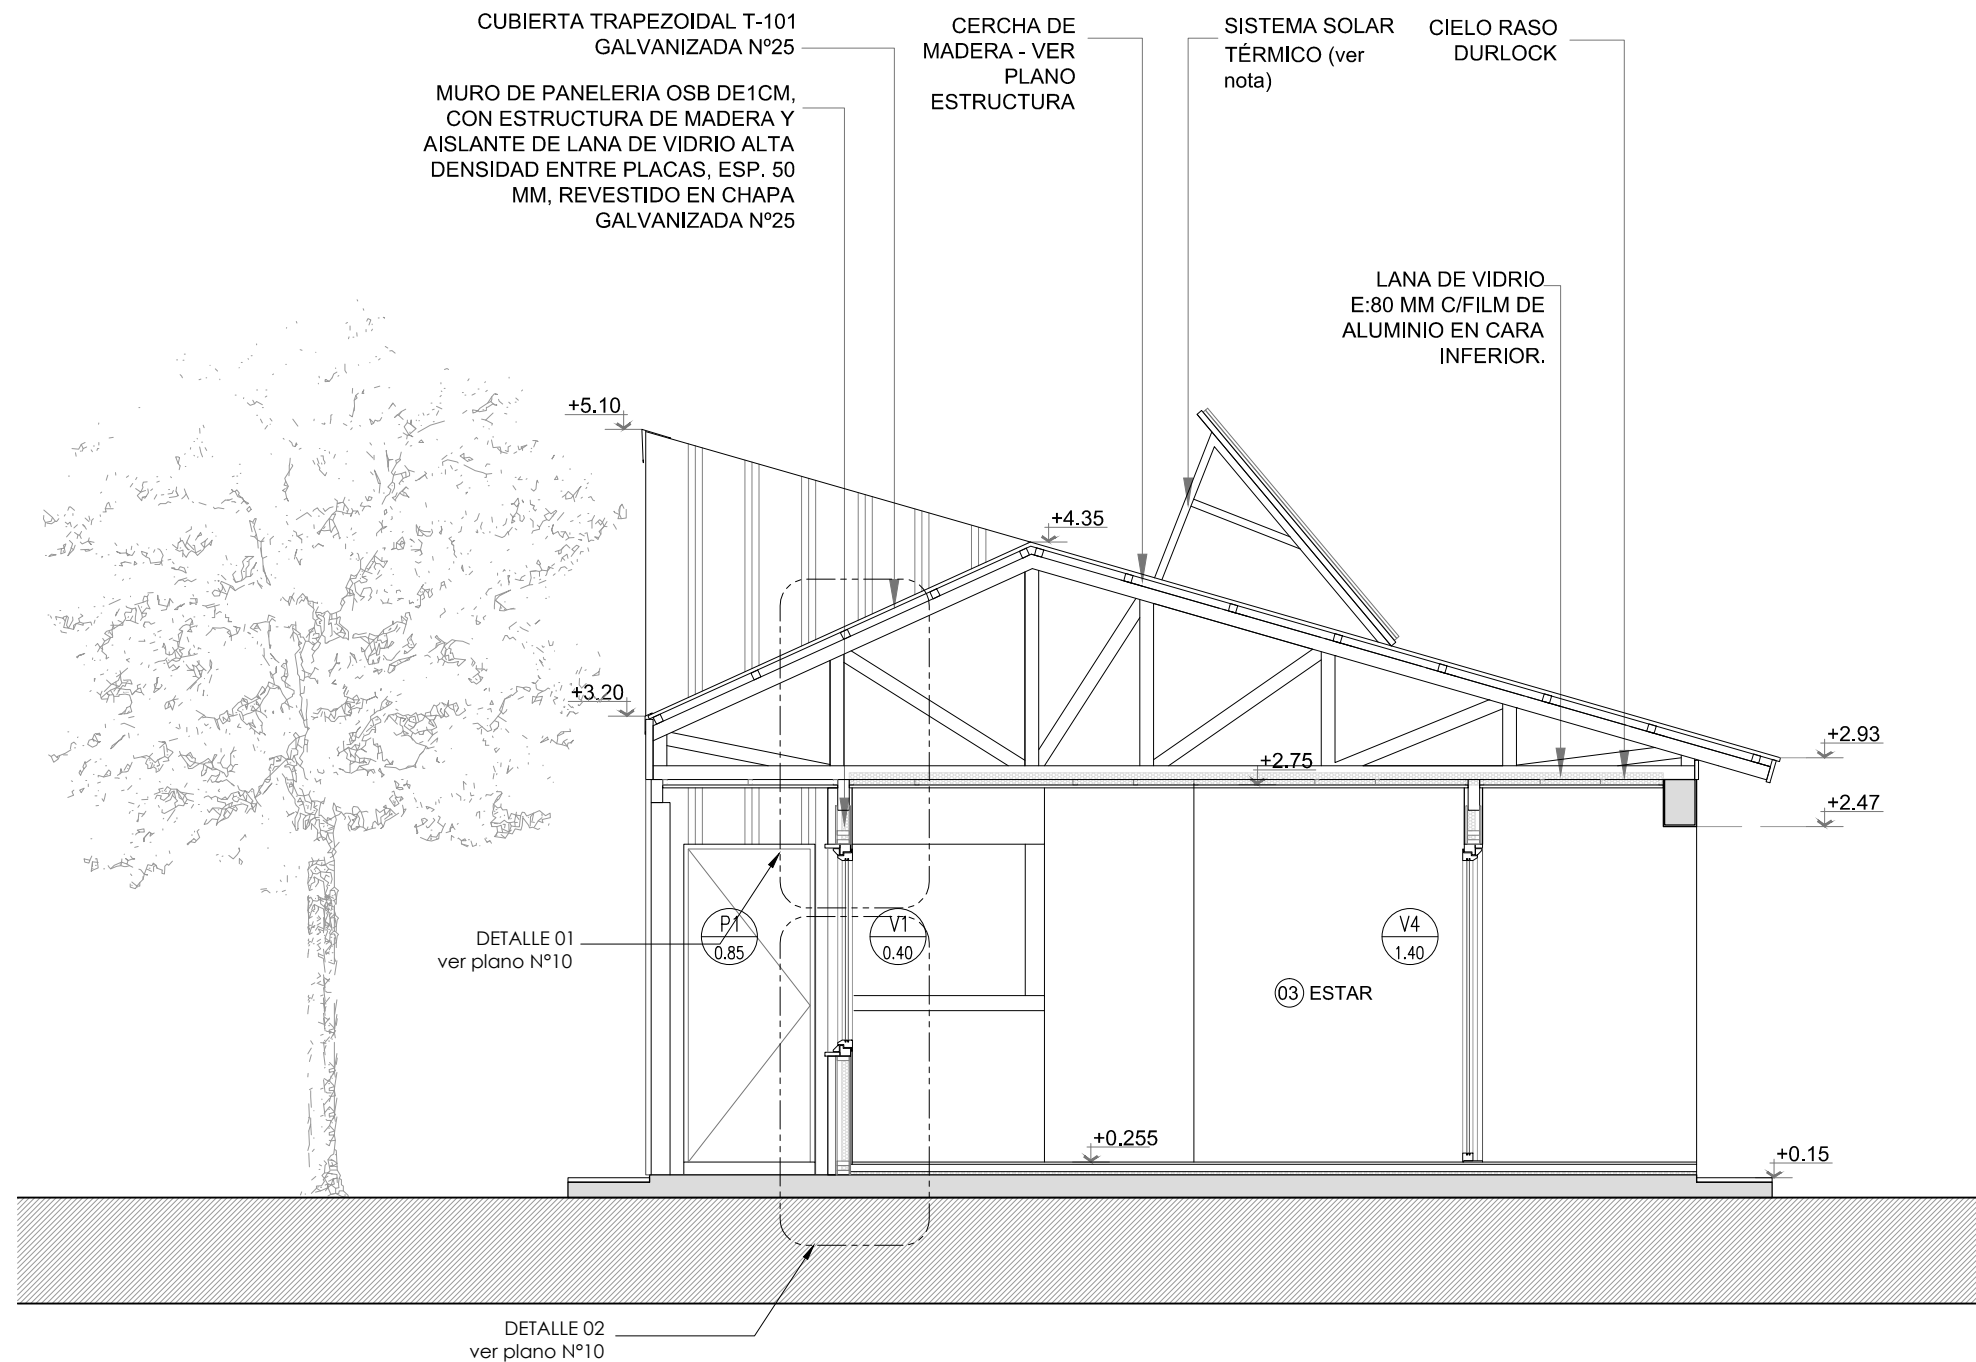 CUBIERTA TRAPEZOIDAL T-101
GALVANIZADA Nº25
MURO DE PANELERIA OSB DE1CM,
CON ESTRUCTURA DE MADERA Y
AISLANTE DE LANA DE VIDRIO ALTA
DENSIDAD ENTRE PLACAS, ESP. 50
MM, REVESTIDO EN CHAPA
GALVANIZADA Nº25
CERCHA DE
MADERA - VER
PLANO
ESTRUCTURA
SISTEMA SOLAR
TÉRMICO (ver
nota)
CIELO RASO
DURLOCK
LANA DE VIDRIO
E:80 MM C/FILM DE
ALUMINIO EN CARA
INFERIOR.
+5.10
+4.35
+3.20
+2.93
+2.75
+2.47
P1
0.85
V1
0.40
V4
1.40
DETALLE 01
ver plano N°10
03 ESTAR
+0.255
+0.15
DETALLE 02
ver plano N°10